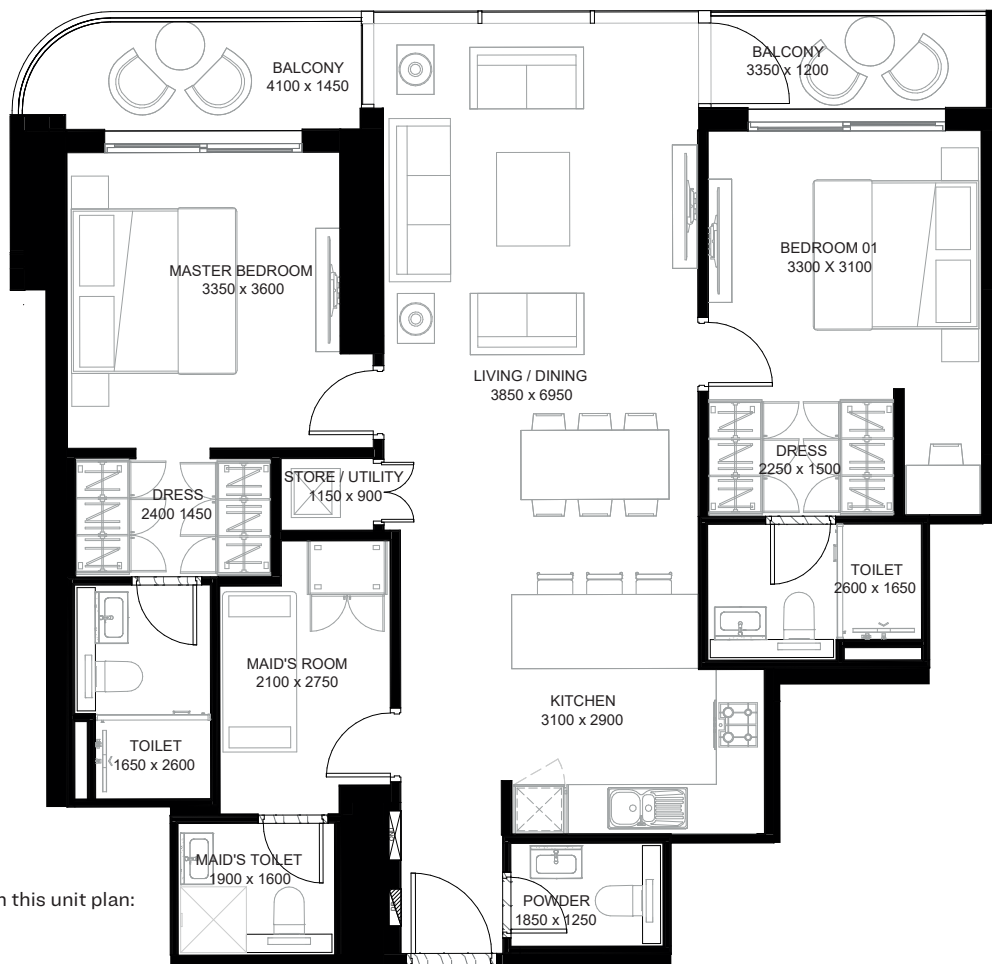 BALCONY
4100 x 1450
BALCONY
3350 x 1200
MASTER BEDROOM
3350 x 3600
BEDROOM 01
3300 X 3100
LIVING / DINING
3850 x 6950
STORE / UTILITY
1150 x 900
DRESS
2400 1450
DRESS
2250 x 1500
TOILET
2600 x 1650
MAID'S ROOM
2100 x 2750
KITCHEN
3100 x 2900
TOILET
1650 x 2600
MAID'S TOILET
1900 x 1600
POWDER
1850 x 1250
this unit plan: